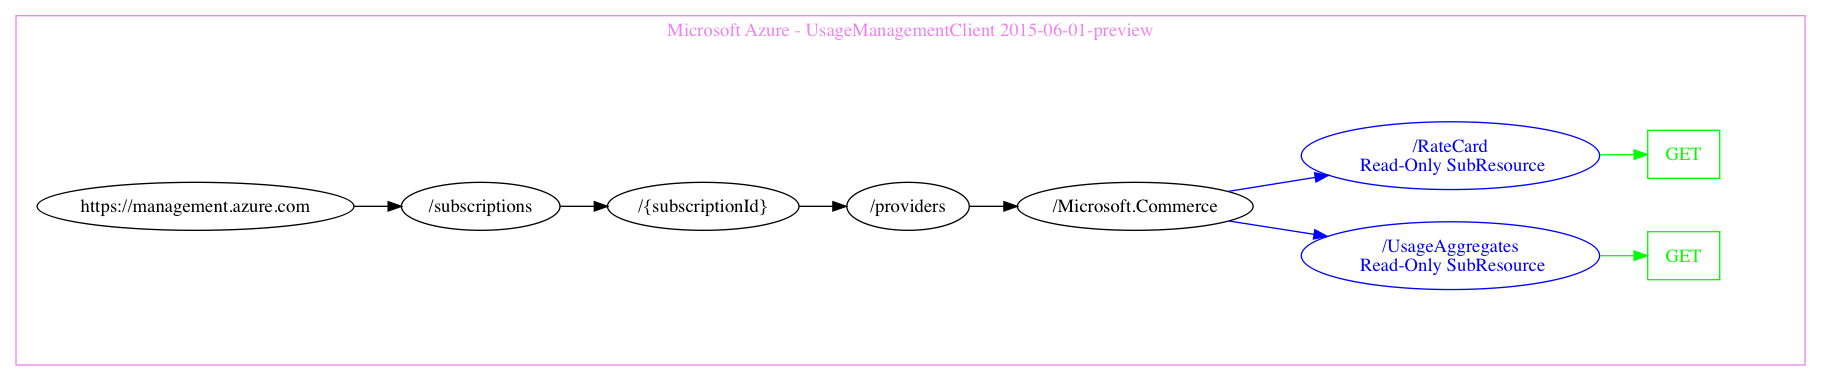 Microsoft Azure - UsageManagementClient 2015-06-01-preview
https://management.azure.com
/subscriptions
/{subscriptionId}
/providers
/Microsoft.Commerce
/RateCard
Read-Only SubResource
GET
/UsageAggregates
Read-Only SubResource
GET